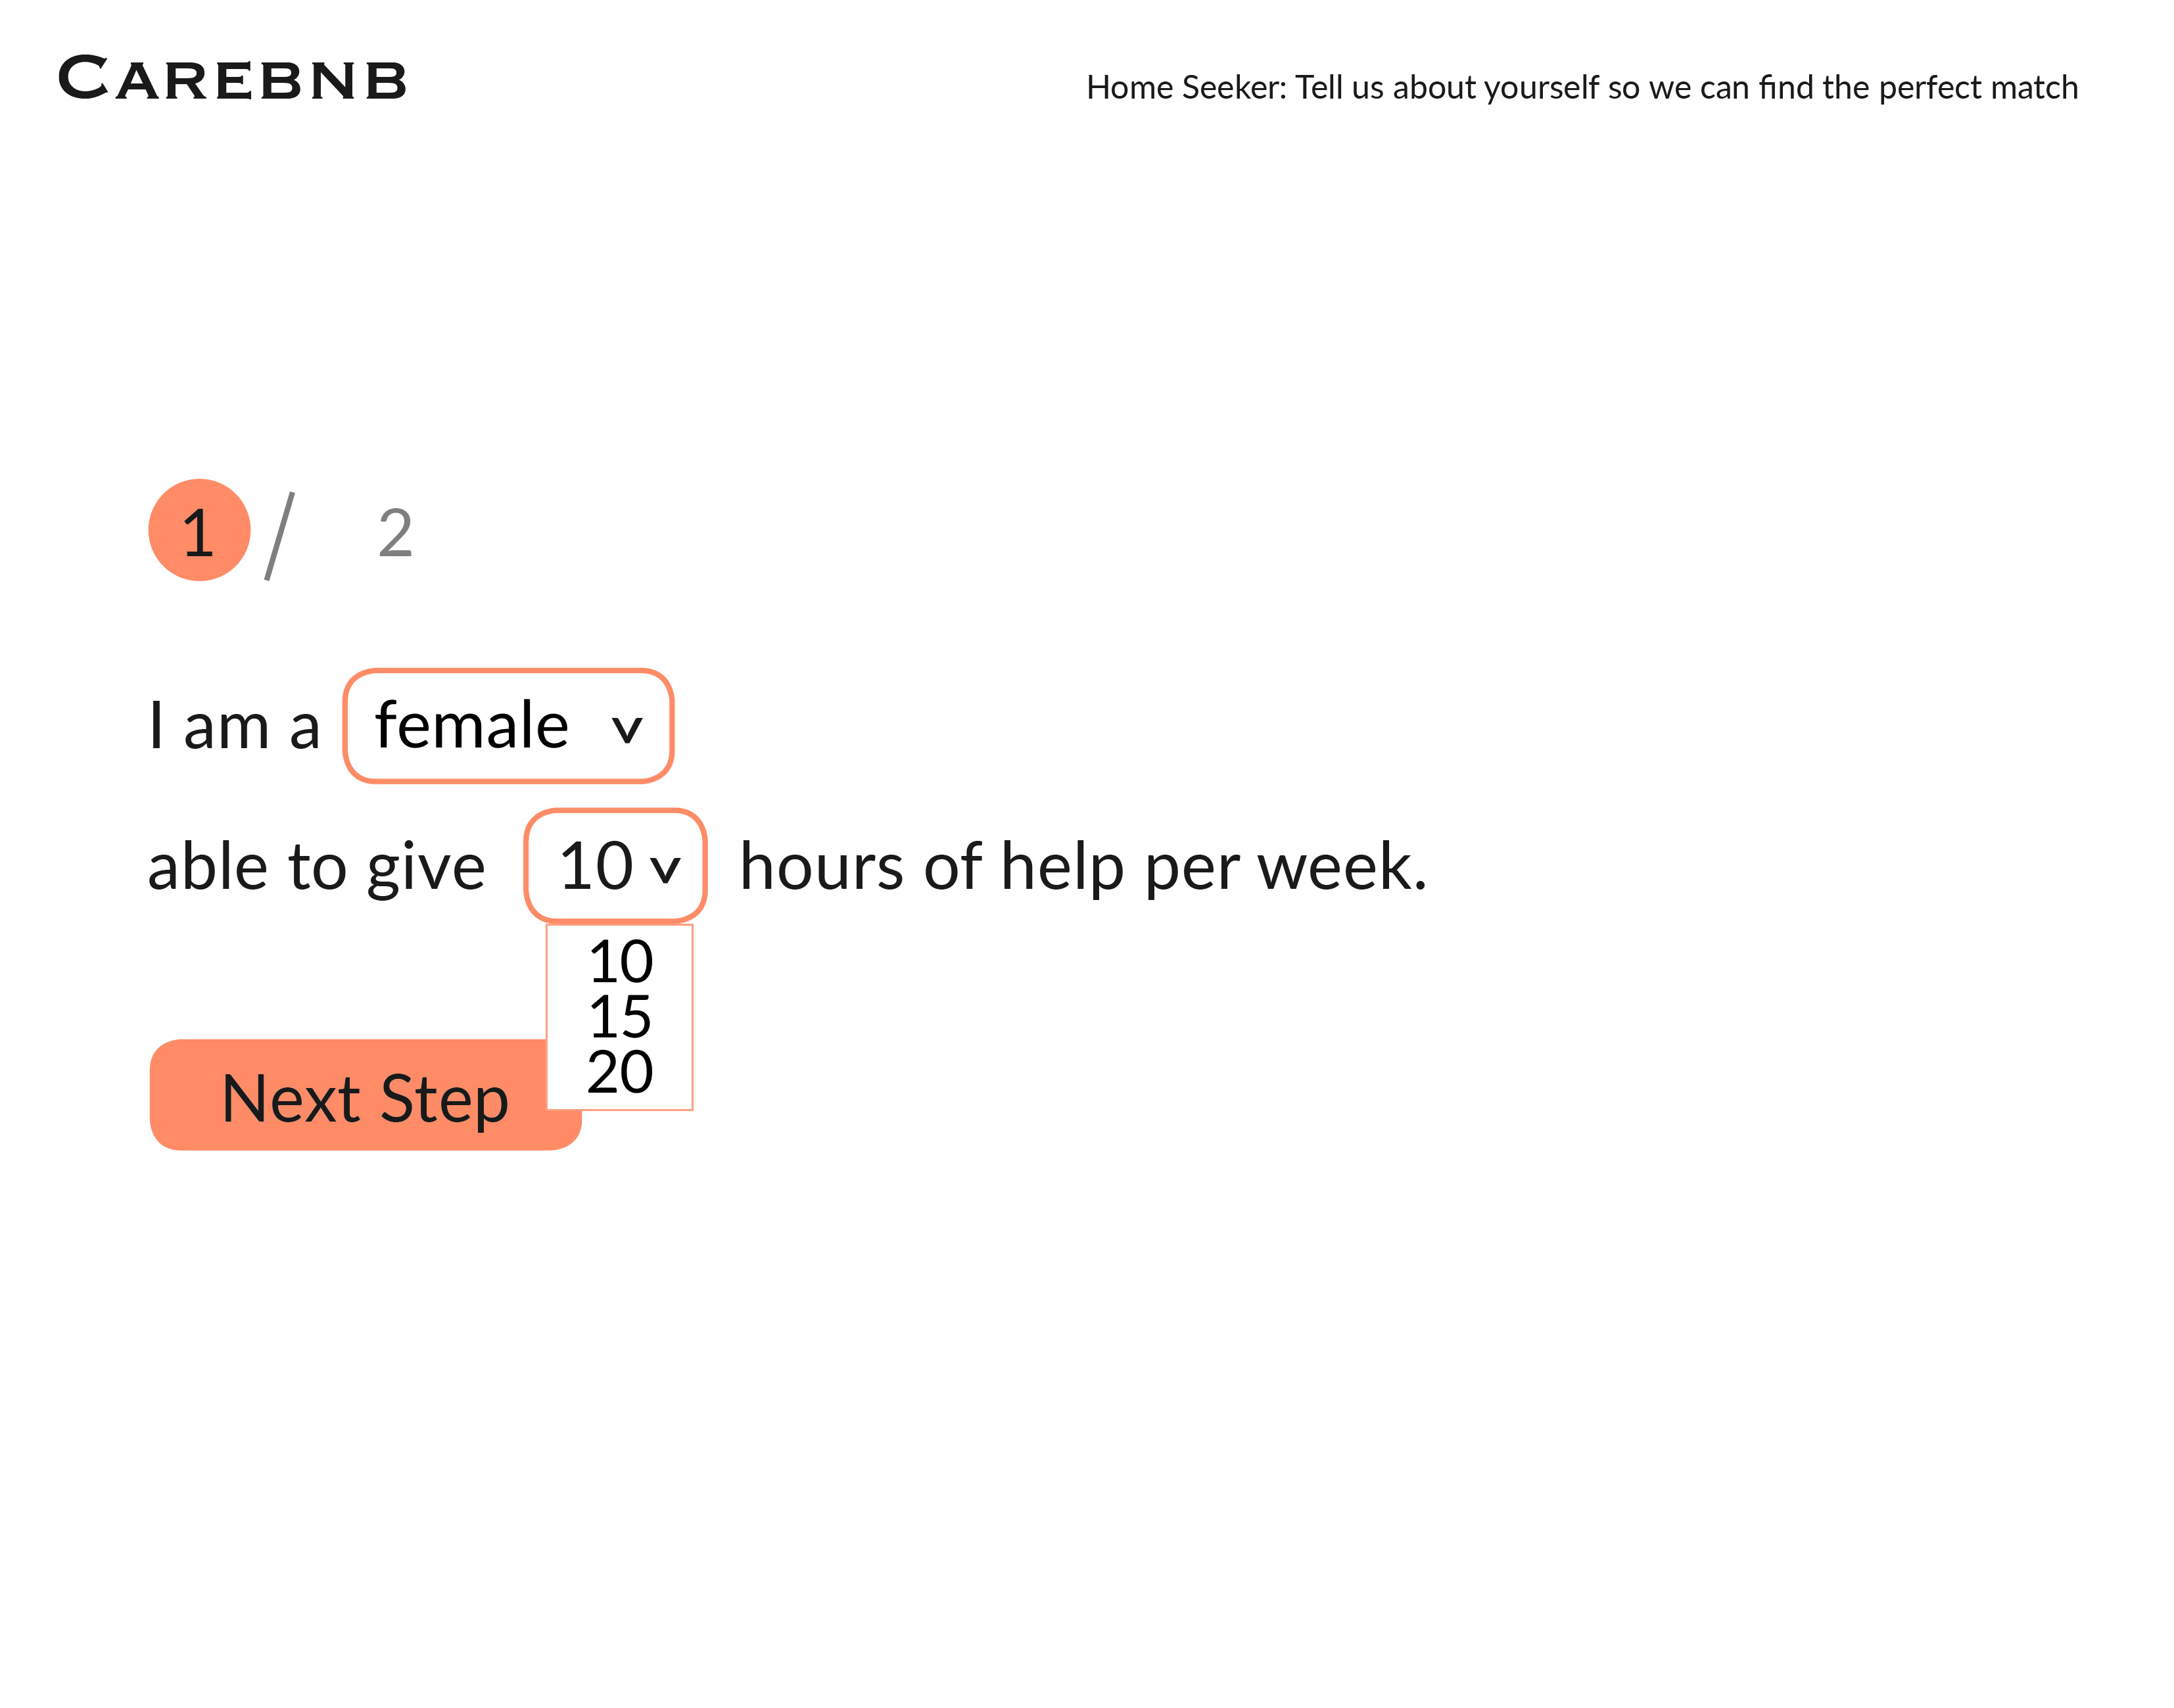 CAREBNB
Home Seeker: Tell us about yourself so we can find the perfect match
1 / 2
I am a female v
able to give 10 v hours of help per week.
10
15
20
Next Step